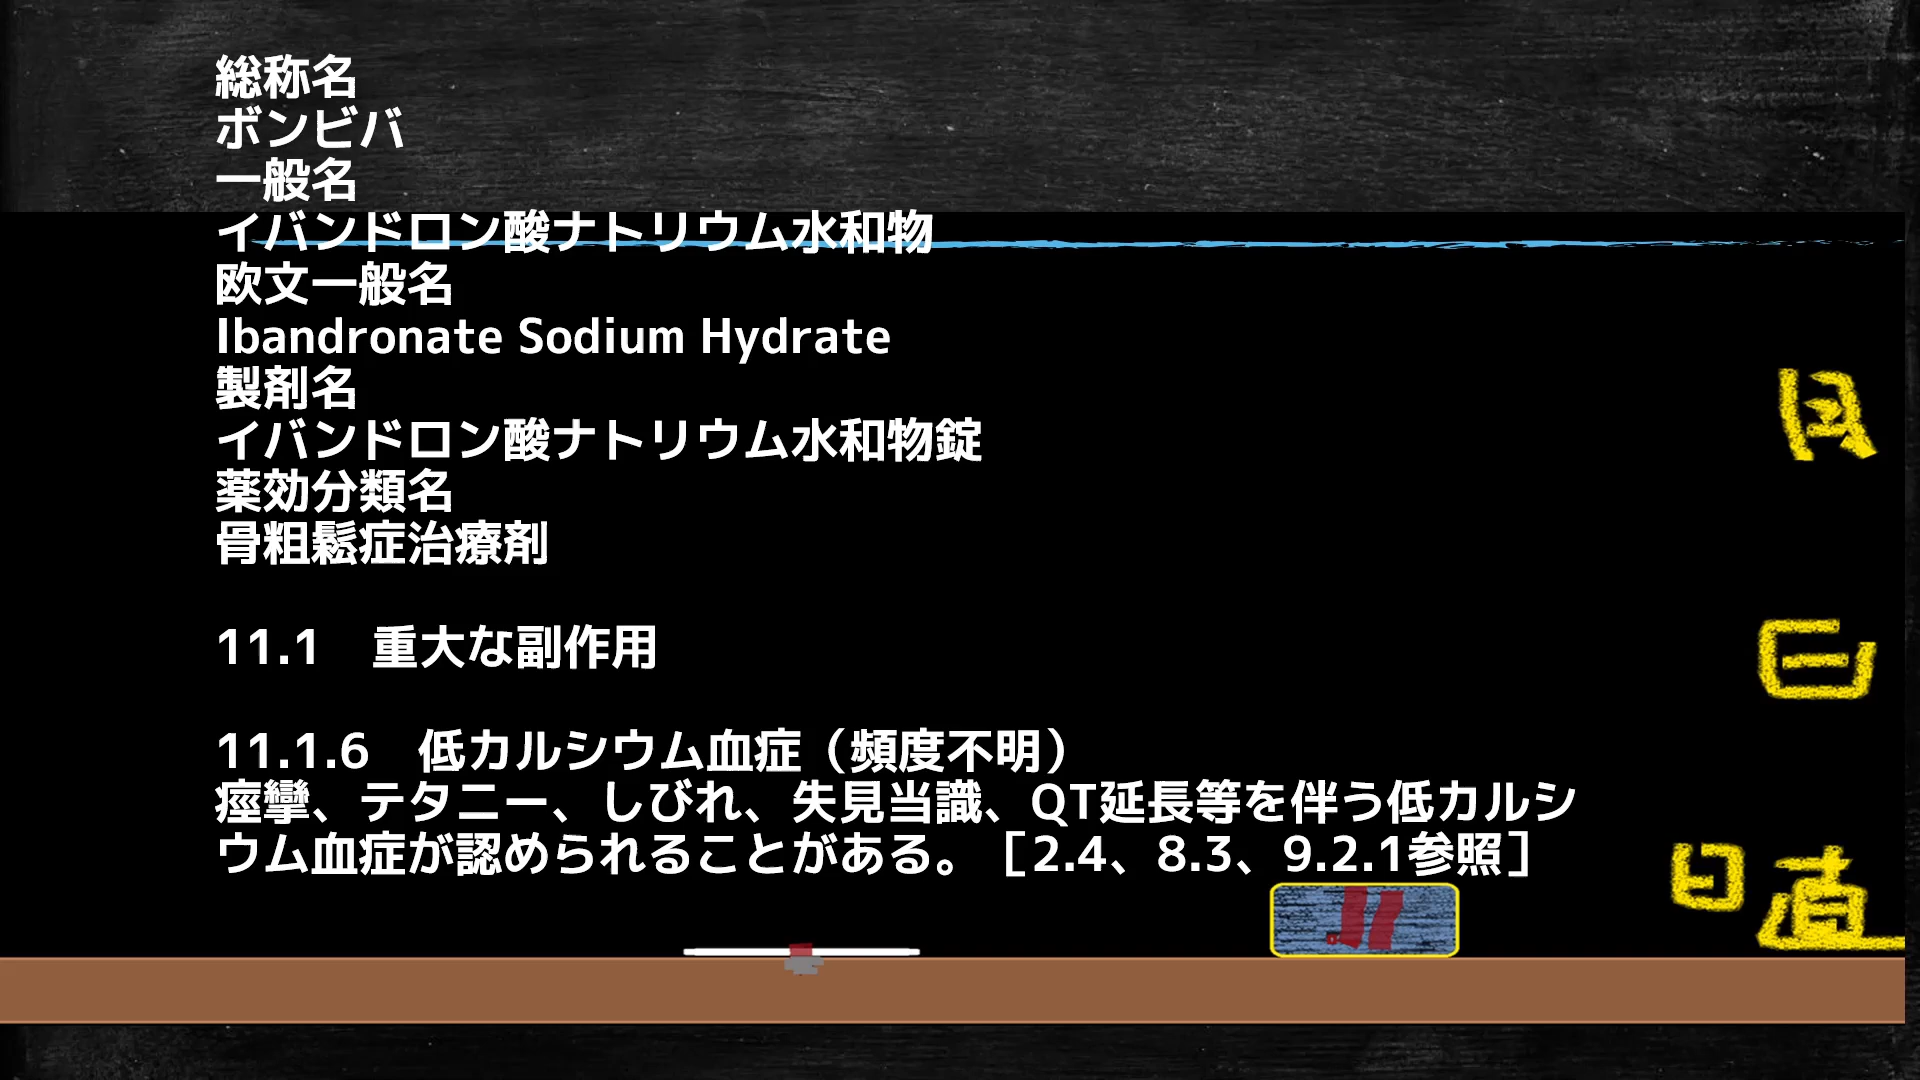 総称名
ボンビバ
一般名
イバンドロン酸ナトリウム水和物
欧文一般名
Ibandronate Sodium Hydrate
製剤名
イバンドロン酸ナトリウム水和物錠
薬効分類名
骨粗鬆症治療剤
11.1　重大な副作用
11.1.6　低カルシウム血症（頻度不明）
痙攣、テタニー、しびれ、失見当識、QT延長等を伴う低カルシ
ウム血症が認められることがある。［2.4、8.3、9.2.1参照］
月
日
日直